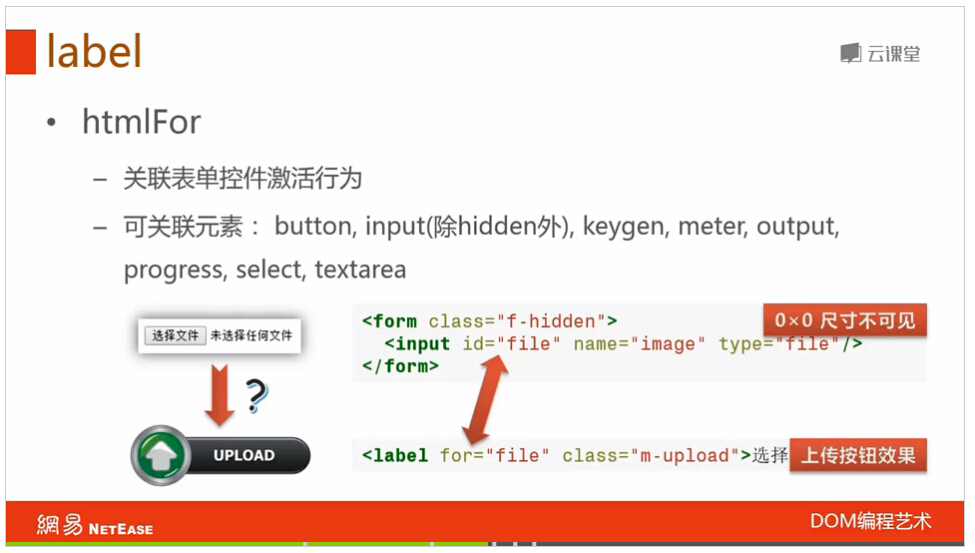 label
云课堂
• htmlFor
– 关联表单控件激活行为
– 可关联元素： button, input(除hidden外), keygen, meter, output,
progress, select, textarea
选择文件 未选择任何文件
?
UPLOAD
<form class="f-hidden">
0×0 尺寸不可见
<input id="file" name="image" type="file"/>
</form>
<label for="file" class="m-upload">选择
上传按钮效果
網易 NETEASE
DOM编程艺术